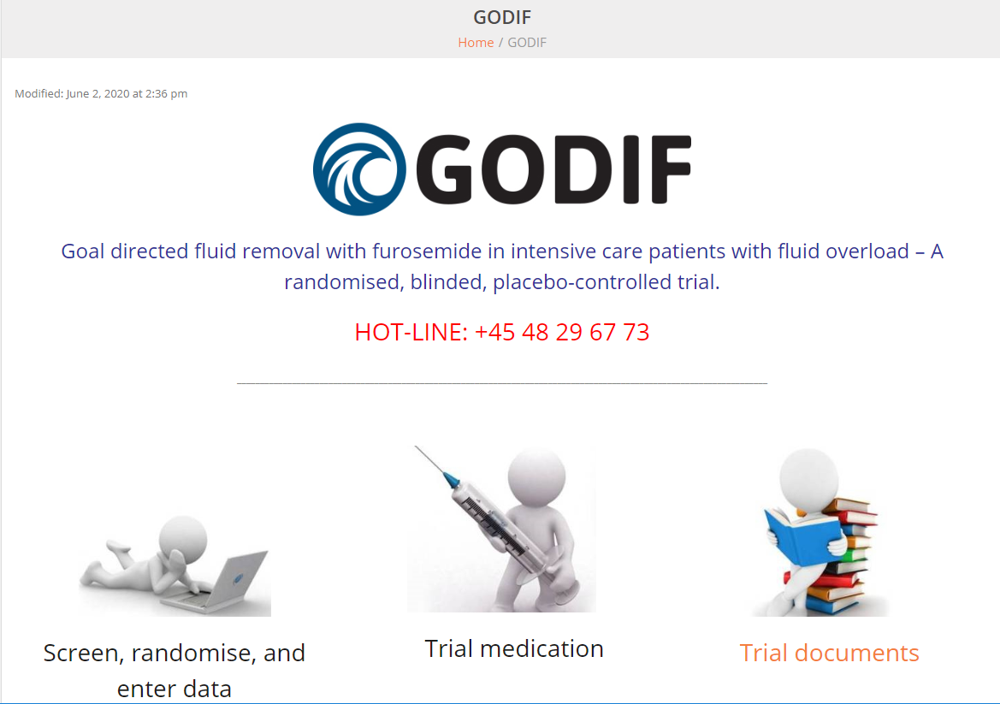 GODIF
Home / GODIF
Modified: June 2, 2020 at 2:36 pm
GODIF
Goal directed fluid removal with furosemide in intensive care patients with fluid overload – A
randomised, blinded, placebo-controlled trial.
HOT-LINE: +45 48 29 67 73
Screen, randomise, and
enter data
Trial medication
Trial documents